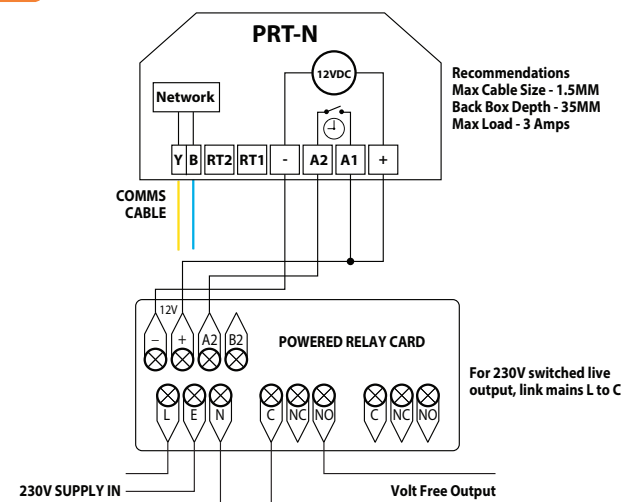 PRT-N
12VDC
Recommendations
Max Cable Size - 1.5MM
Back Box Depth - 35MM
Max Load - 3 Amps
Network
Y B RT2 RT1 - A2 A1 +
COMMS
CABLE
12V
– + A2 B2
POWERED RELAY CARD
For 230V switched live
output, link mains L to C
L E N C NC NO C NC NO
230V SUPPLY IN
Volt Free Output